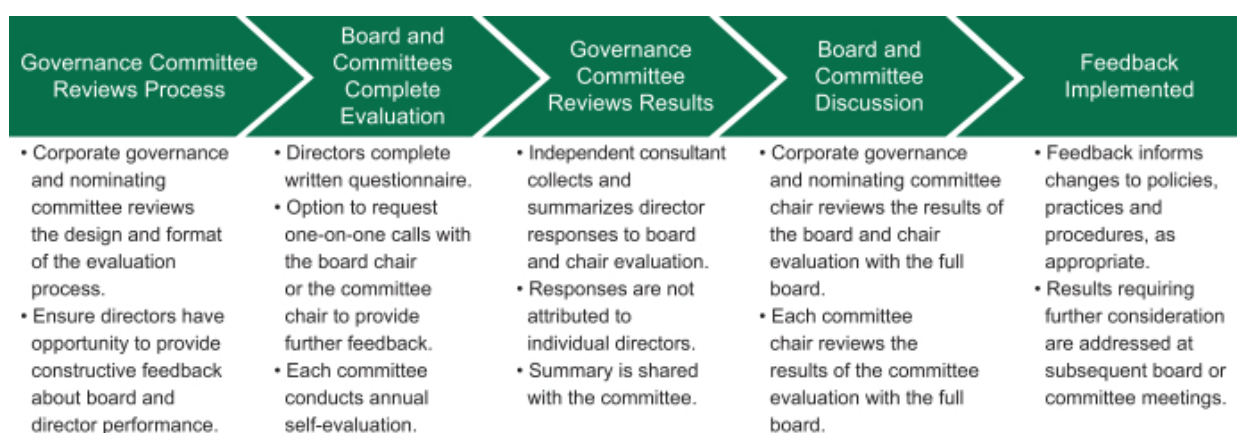 Governance Committee
Reviews Process
Board and
Committees
Complete
Evaluation
Governance
Committee
Reviews Results
Board and
Committee
Discussion
Feedback
Implemented
• Corporate governance
and nominating
committee reviews
the design and format
of the evaluation
process.
• Ensure directors have
opportunity to provide
constructive feedback
about board and
director performance.
• Directors complete
written questionnaire.
• Option to request
one-on-one calls with
the board chair
or the committee
chair to provide
further feedback.
• Each committee
conducts annual
self-evaluation.
• Independent consultant
collects and
summarizes director
responses to board
and chair evaluation.
• Responses are not
attributed to
individual directors.
• Summary is shared
with the committee.
• Corporate governance
and nominating committee
chair reviews the results of
the board and chair
evaluation with the full
board.
• Each committee
chair reviews the
results of the committee
evaluation with the full
board.
• Feedback informs
changes to policies,
practices and
procedures, as
appropriate.
• Results requiring
further consideration
are addressed at
subsequent board or
committee meetings.